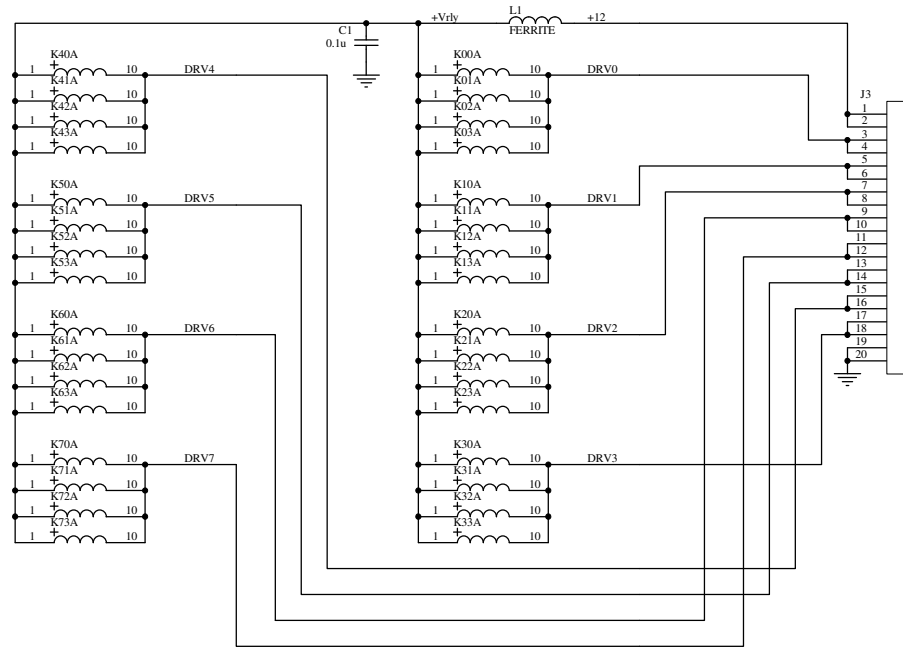 L1
+Vrly
+12
FERRITE
C1
0.1u
K40A
1 10 DRV4
K41A
1 10
K42A
1 10
K43A
1 10
K50A
1 10 DRV5
K51A
1 10
K52A
1 10
K53A
1 10
K60A
1 10 DRV6
K61A
1 10
K62A
1 10
K63A
1 10
K70A
1 10 DRV7
K71A
1 10
K72A
1 10
K73A
1 10
K00A
1 10 DRV0
K01A
1 10
K02A
1 10
K03A
1 10
K10A
1 10 DRV1
K11A
1 10
K12A
1 10
K13A
1 10
K20A
1 10 DRV2
K21A
1 10
K22A
1 10
K23A
1 10
K30A
1 10 DRV3
K31A
1 10
K32A
1 10
K33A
1 10
J3
1
2
3
4
5
6
7
8
9
10
11
12
13
14
15
16
17
18
19
20